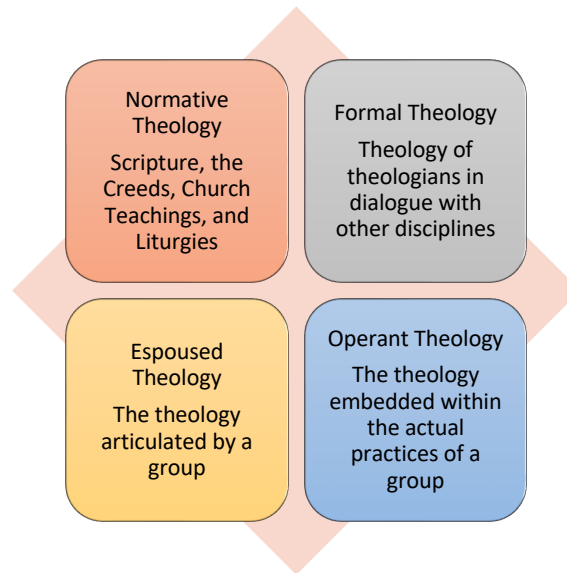 Normative
Theology
Scripture, the
Creeds, Church
Teachings, and
Liturgies
Formal Theology
Theology of
theologians in
dialogue with
other disciplines
Espoused
Theology
The theology
articulated by a
group
Operant Theology
The theology
embedded within
the actual
practices of a
group